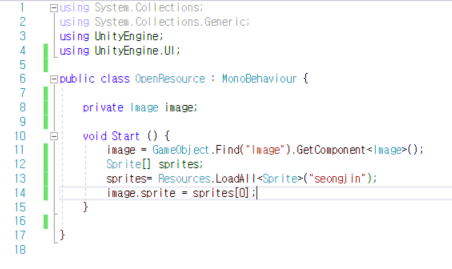 1 using System.Collections;
2 using System.Collections.Generic;
3 using UnityEngine;
4 using UnityEngine.UI;
5
6 public class OpenResource : MonoBehaviour {
7
8 private Image image;
9
10 void Start () {
11 image = GameObject.Find("Image").GetComponent<Image>();
12 Sprite[] sprites;
13 sprites= Resources.LoadAll<Sprite>("seongjin");
14 image.sprite = sprites[0];
15 }
16
17 }
18